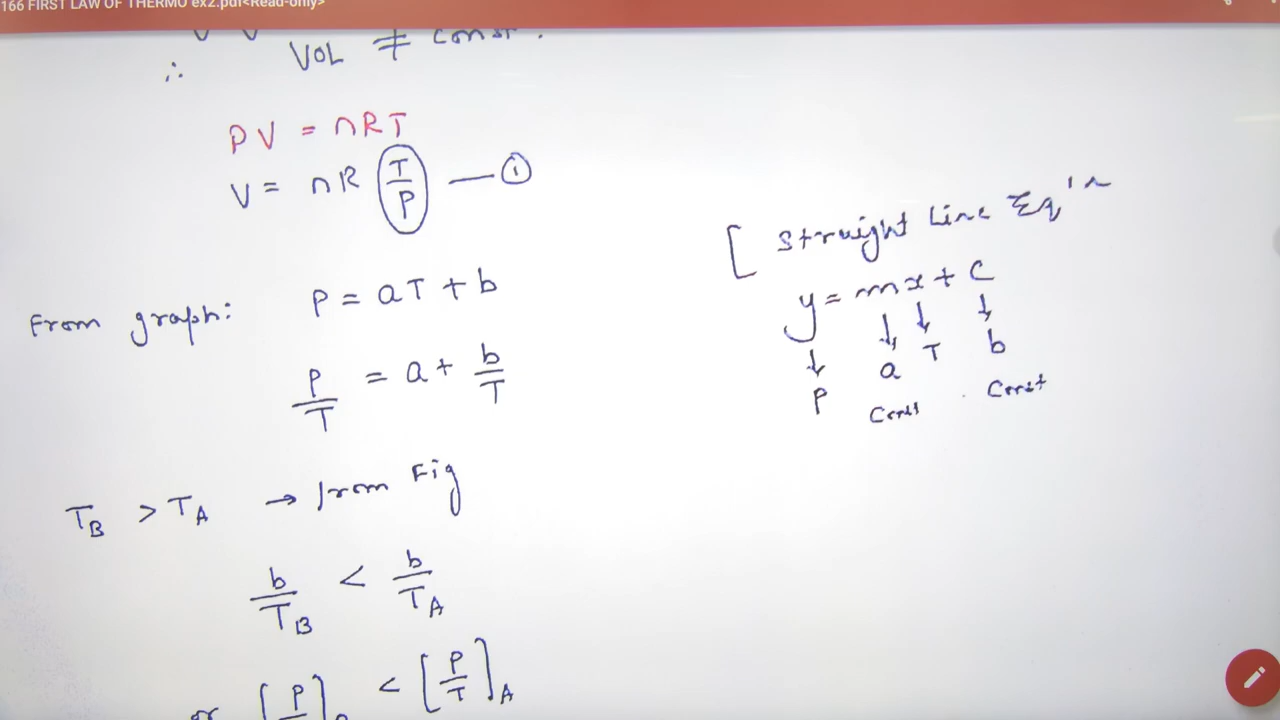 166 FIRST LAW OF THERMO ex2.pdf<Read-only>
∴ VOL ≠ const.
PV = nRT
V = nR T/P — ①
From graph: P = aT + b
P/T = a + b/T
T_B > T_A → from Fig
b/T_B < b/T_A
or [P/ ] < [P/T]_A
[ Straight Line Eq'n
y = mx + c
↓ ↓ ↓ ↓
P a T b
Const Const